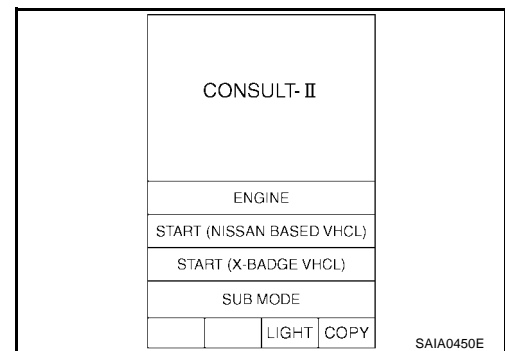 CONSULT-II
ENGINE
START (NISSAN BASED VHCL)
START (X-BADGE VHCL)
SUB MODE
LIGHT COPY
SAIA0450E